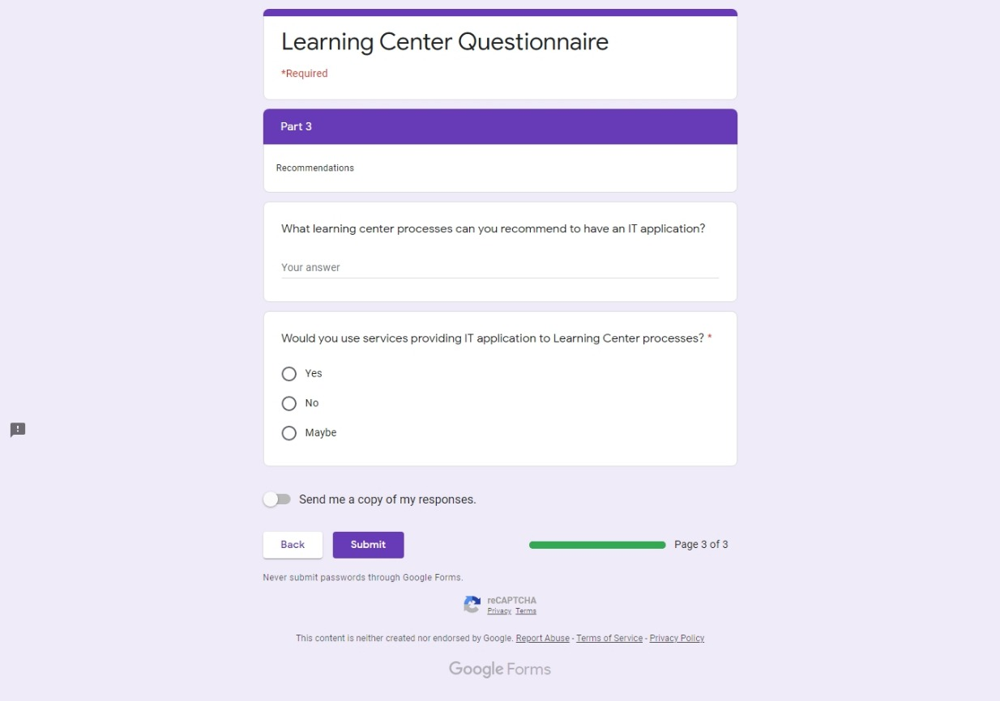 Learning Center Questionnaire
*Required
Part 3
Recommendations
What learning center processes can you recommend to have an IT application?
Your answer
Would you use services providing IT application to Learning Center processes? *
Yes
No
Maybe
Send me a copy of my responses.
Back Submit Page 3 of 3
Never submit passwords through Google Forms.
reCAPTCHA
Privacy Terms
This content is neither created nor endorsed by Google. Report Abuse - Terms of Service - Privacy Policy
Google Forms